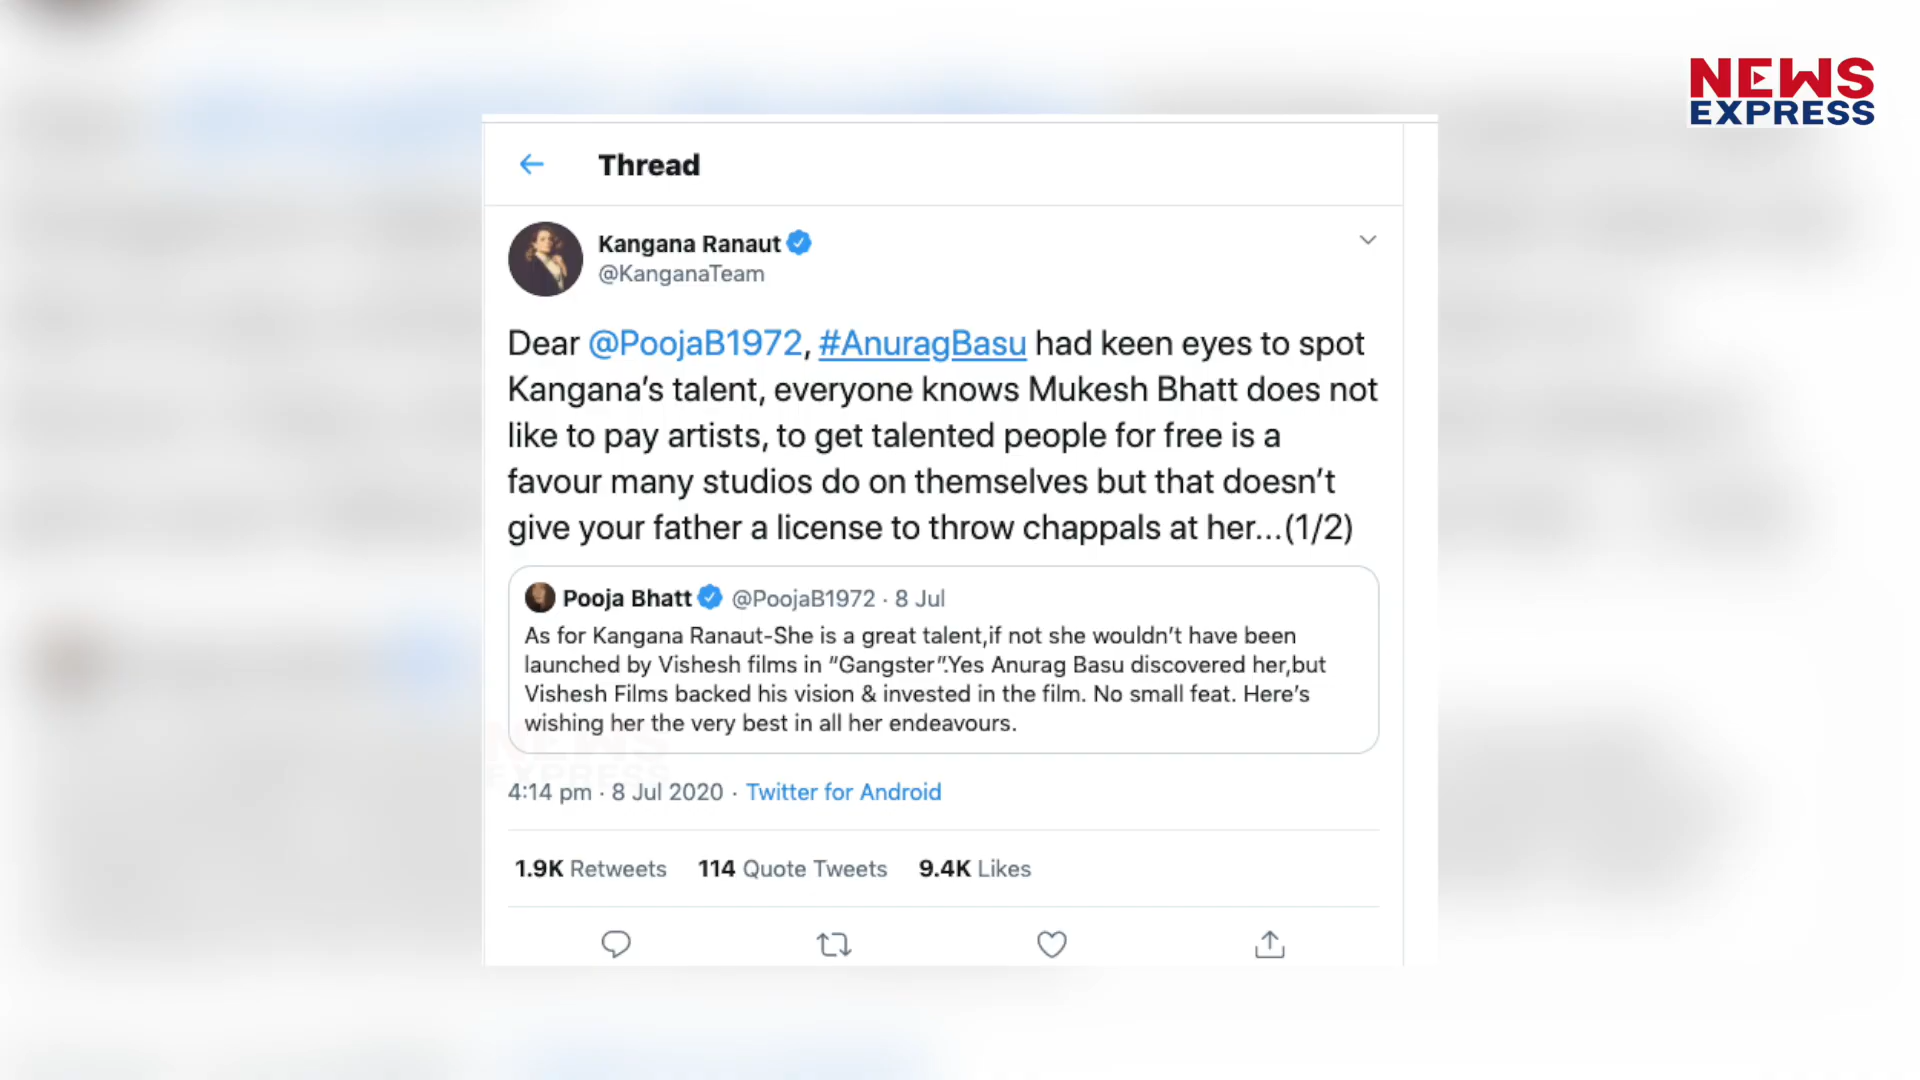 NEWS
EXPRESS
Thread
Kangana Ranaut
@KanganaTeam
Dear @PoojaB1972, #AnuragBasu had keen eyes to spot
Kangana’s talent, everyone knows Mukesh Bhatt does not
like to pay artists, to get talented people for free is a
favour many studios do on themselves but that doesn’t
give your father a license to throw chappals at her...(1/2)
Pooja Bhatt @PoojaB1972 · 8 Jul
As for Kangana Ranaut-She is a great talent,if not she wouldn’t have been
launched by Vishesh films in “Gangster”.Yes Anurag Basu discovered her,but
Vishesh Films backed his vision & invested in the film. No small feat. Here’s
wishing her the very best in all her endeavours.
NEWS
EXPRESS
4:14 pm · 8 Jul 2020 · Twitter for Android
1.9K Retweets 114 Quote Tweets 9.4K Likes